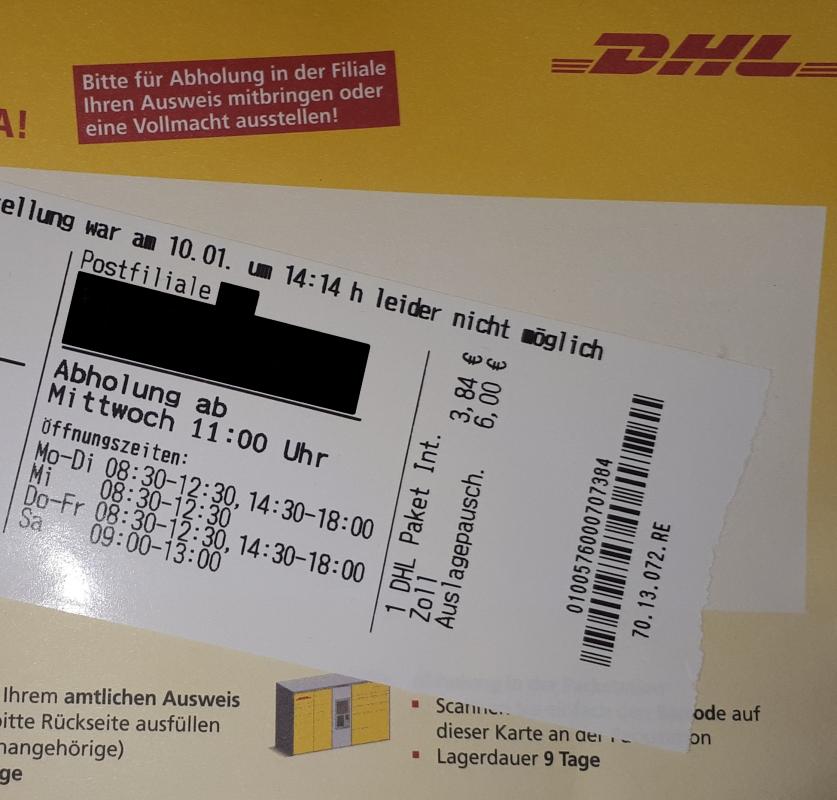 DHL
Bitte für Abholung in der Filiale
Ihren Ausweis mitbringen oder
eine Vollmacht ausstellen!
A!
ellung war am 10.01. um 14:14 h leider nicht möglich
Postfiliale
Abholung ab
Mittwoch 11:00 Uhr
Öffnungszeiten:
Mo-Di 08:30-12:30, 14:30-18:00
Mi 08:30-12:30
Do-Fr 08:30-12:30, 14:30-18:00
Sa 09:00-13:00
1 DHL Paket Int.
Zoll 3,84 €
Auslagepausch. 6,00 €
0100576000707384
70.13.072.RE
Ihrem amtlichen Ausweis
bitte Rückseite ausfüllen
nangehörige)
ge
DHL
ode auf
dieser Karte an der
on
Lagerdauer 9 Tage